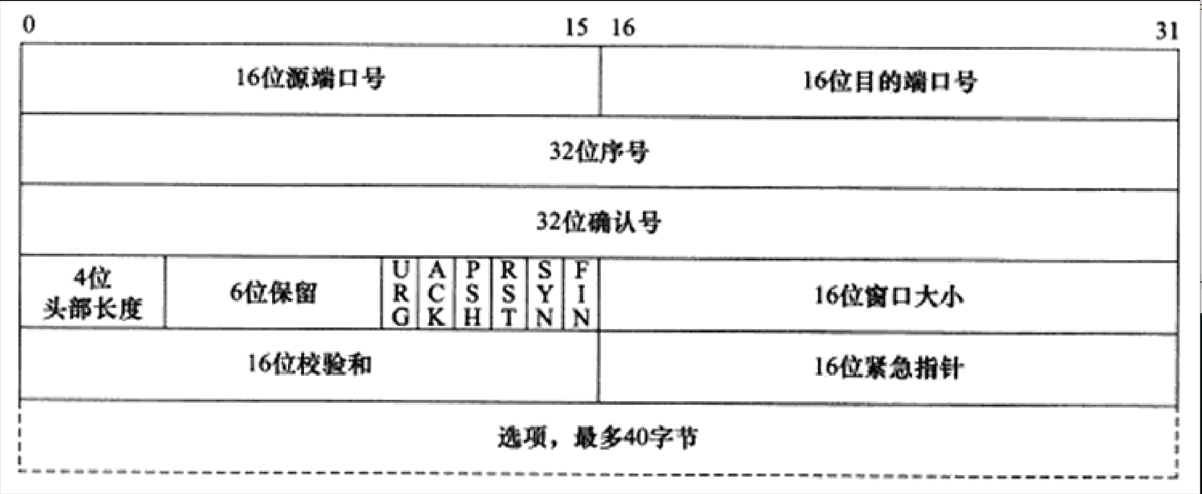 0 15 16 31
16位源端口号 16位目的端口号
32位序号
32位确认号
4位
头部长度
6位保留
URG
ACK
PSH
RST
SYN
FIN
16位窗口大小
16位校验和 16位紧急指针
选项，最多40字节